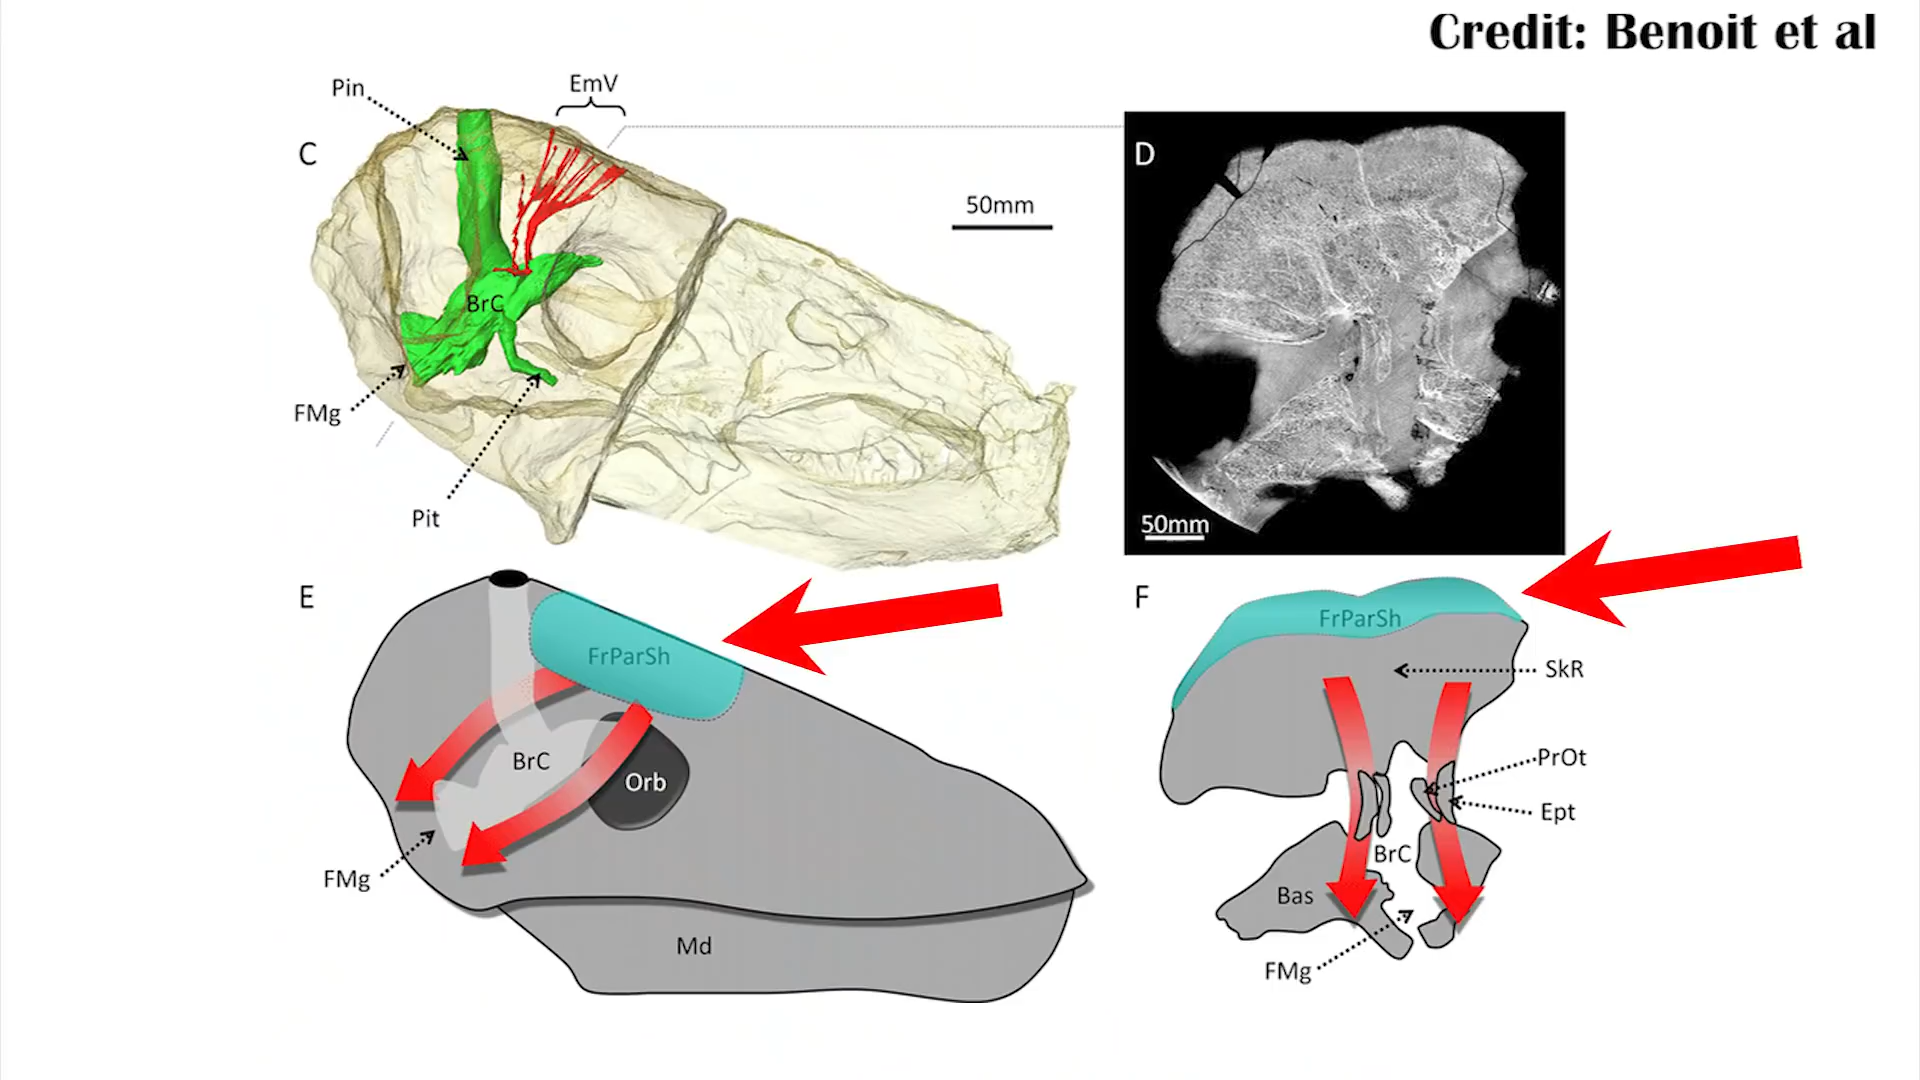 Credit: Benoit et al
Pin
EmV
C
D
50mm
BrC
FMg
Pit
50mm
E
F
FrParSh
FrParSh
SkR
BrC
Orb
PrOt
Ept
BrC
FMg
Bas
Md
FMg